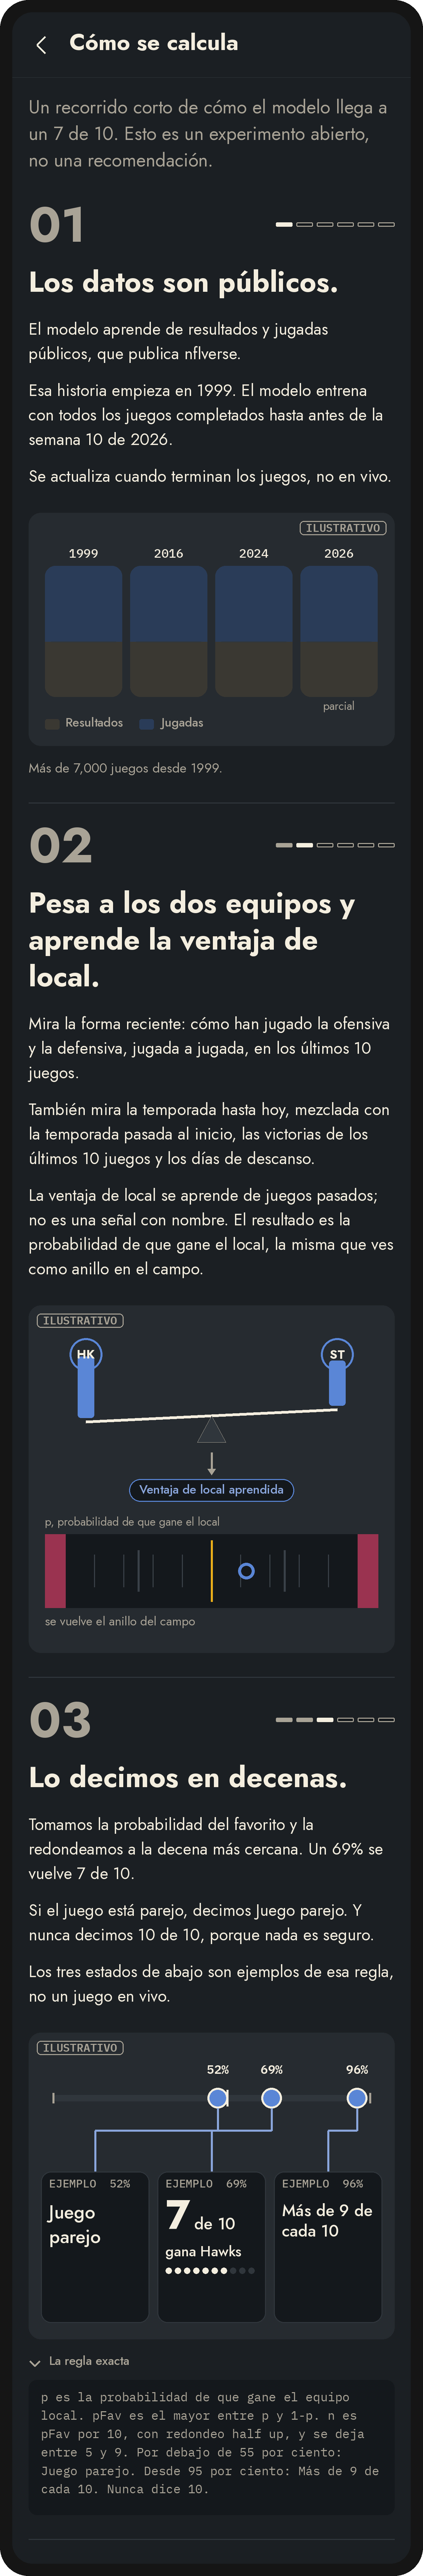 Cómo se calcula
Un recorrido corto de cómo el modelo llega a
un 7 de 10. Esto es un experimento abierto,
no una recomendación.
01
Los datos son públicos.
El modelo aprende de resultados y jugadas
públicos, que publica nflverse.
Esa historia empieza en 1999. El modelo entrena
con todos los juegos completados hasta antes de la
semana 10 de 2026.
Se actualiza cuando terminan los juegos, no en vivo.
ILUSTRATIVO
1999 2016 2024 2026
parcial
Resultados Jugadas
Más de 7,000 juegos desde 1999.
02
Pesa a los dos equipos y
aprende la ventaja de
local.
Mira la forma reciente: cómo han jugado la ofensiva
y la defensiva, jugada a jugada, en los últimos 10
juegos.
También mira la temporada hasta hoy, mezclada con
la temporada pasada al inicio, las victorias de los
últimos 10 juegos y los días de descanso.
La ventaja de local se aprende de juegos pasados;
no es una señal con nombre. El resultado es la
probabilidad de que gane el local, la misma que ves
como anillo en el campo.
ILUSTRATIVO
HK ST
Ventaja de local aprendida
p, probabilidad de que gane el local
se vuelve el anillo del campo
03
Lo decimos en decenas.
Tomamos la probabilidad del favorito y la
redondeamos a la decena más cercana. Un 69% se
vuelve 7 de 10.
Si el juego está parejo, decimos Juego parejo. Y
nunca decimos 10 de 10, porque nada es seguro.
Los tres estados de abajo son ejemplos de esa regla,
no un juego en vivo.
ILUSTRATIVO
52% 69% 96%
EJEMPLO 52%
Juego
parejo
EJEMPLO 69%
7 de 10
gana Hawks
EJEMPLO 96%
Más de 9 de
cada 10
La regla exacta
p es la probabilidad de que gane el equipo
local. pFav es el mayor entre p y 1-p. n es
pFav por 10, con redondeo half up, y se deja
entre 5 y 9. Por debajo de 55 por ciento:
Juego parejo. Desde 95 por ciento: Más de 9 de
cada 10. Nunca dice 10.